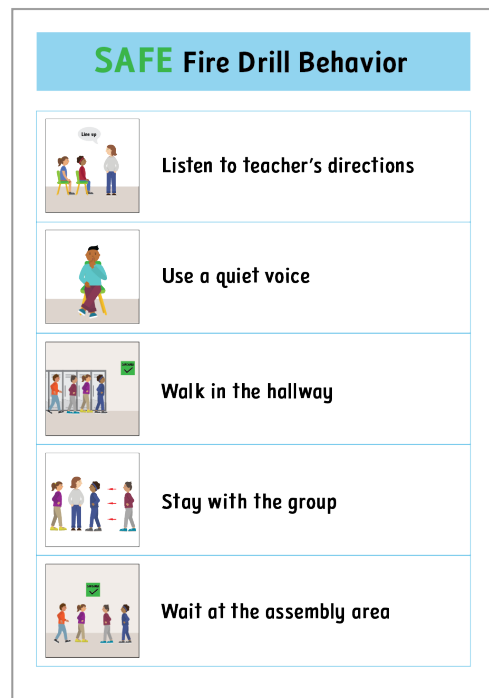 SAFE Fire Drill Behavior
Line up
Listen to teacher's directions
Use a quiet voice
Walk in the hallway
Stay with the group
Wait at the assembly area